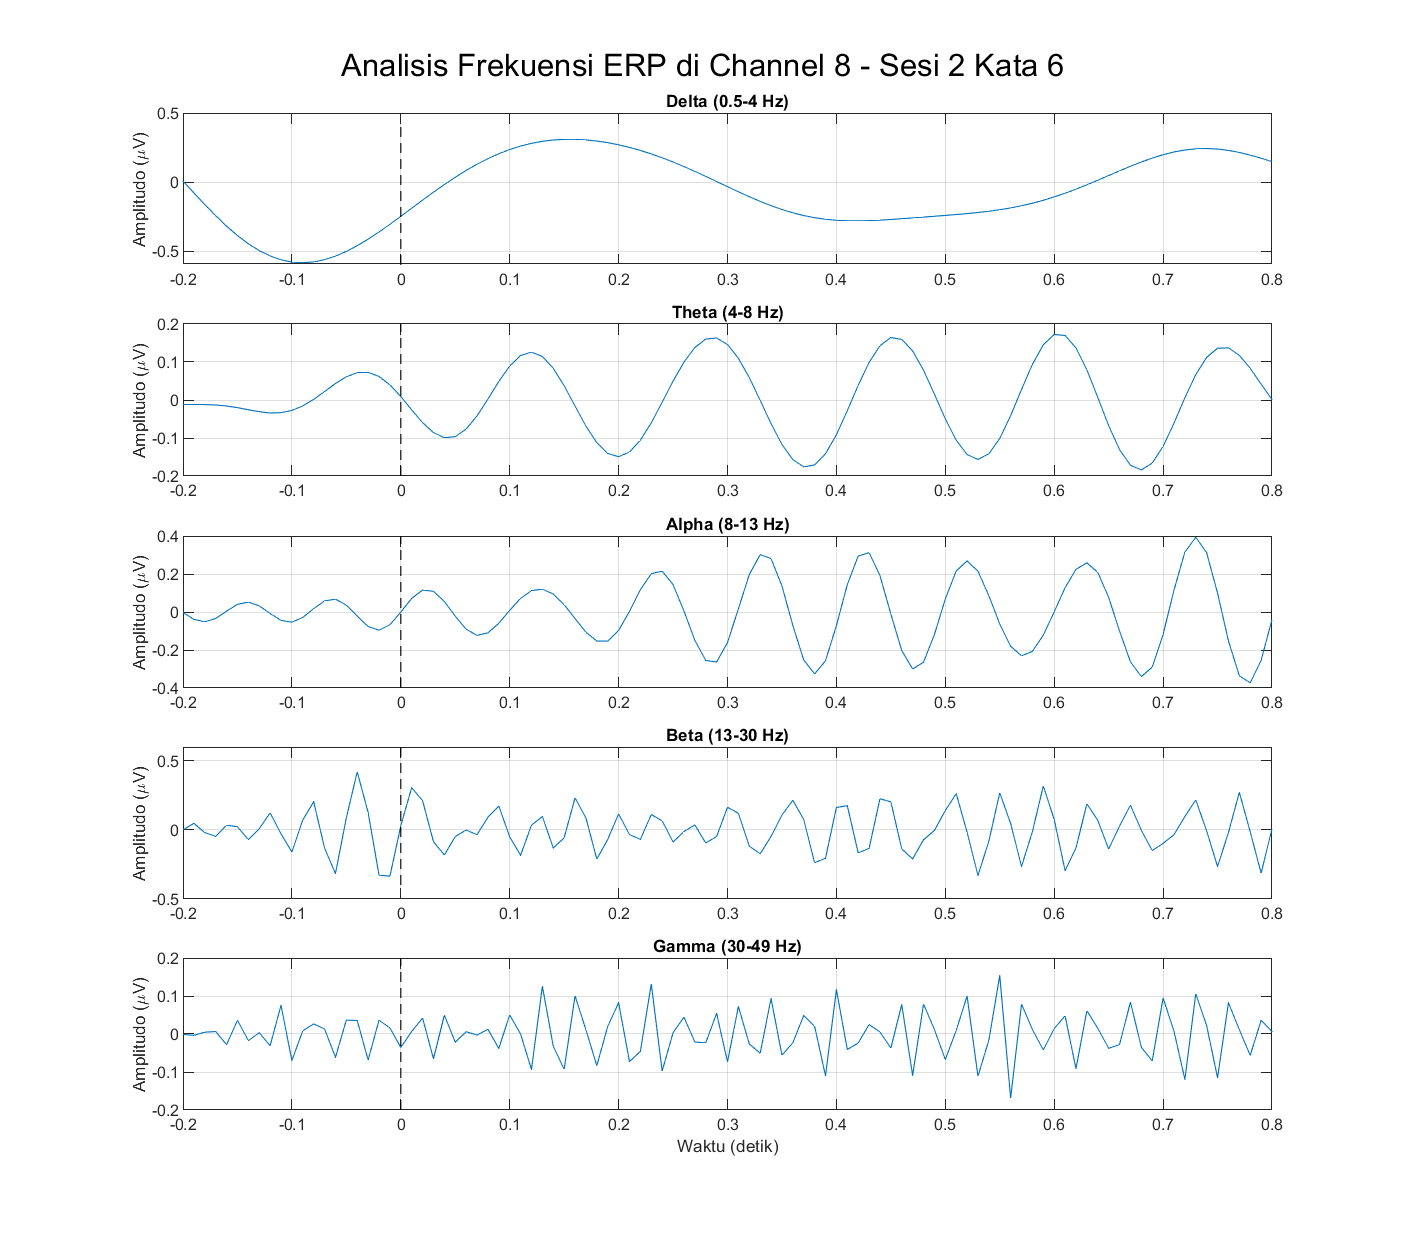 Analisis Frekuensi ERP di Channel 8 - Sesi 2 Kata 6
Delta (0.5-4 Hz)
Amplitudo (μV)
0.5
0
-0.5
-0.2 -0.1 0 0.1 0.2 0.3 0.4 0.5 0.6 0.7 0.8
Theta (4-8 Hz)
Amplitudo (μV)
0.2
0.1
0
-0.1
-0.2
-0.2 -0.1 0 0.1 0.2 0.3 0.4 0.5 0.6 0.7 0.8
Alpha (8-13 Hz)
Amplitudo (μV)
0.4
0.2
0
-0.2
-0.4
-0.2 -0.1 0 0.1 0.2 0.3 0.4 0.5 0.6 0.7 0.8
Beta (13-30 Hz)
Amplitudo (μV)
0.5
0
-0.5
-0.2 -0.1 0 0.1 0.2 0.3 0.4 0.5 0.6 0.7 0.8
Gamma (30-49 Hz)
Amplitudo (μV)
0.2
0.1
0
-0.1
-0.2
-0.2 -0.1 0 0.1 0.2 0.3 0.4 0.5 0.6 0.7 0.8
Waktu (detik)